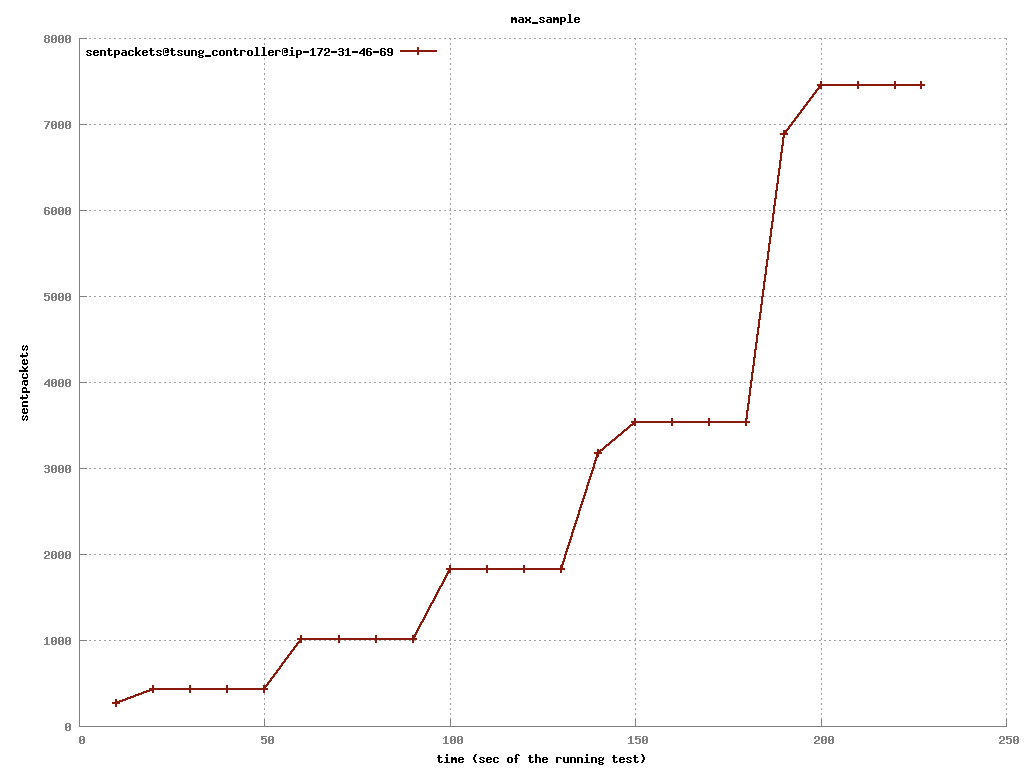 max_sample
sentpackets@tsung_controller@ip-172-31-46-69
8000
7000
6000
5000
4000
3000
2000
1000
0
sentpackets
0 50 100 150 200 250
time (sec of the running test)